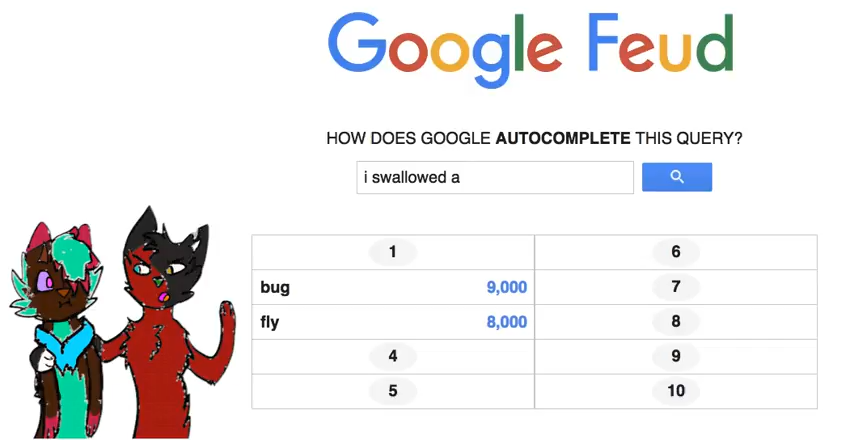 Google Feud
HOW DOES GOOGLE AUTOCOMPLETE THIS QUERY?
i swallowed a
1
bug 9,000
fly 8,000
4
5
6
7
8
9
10